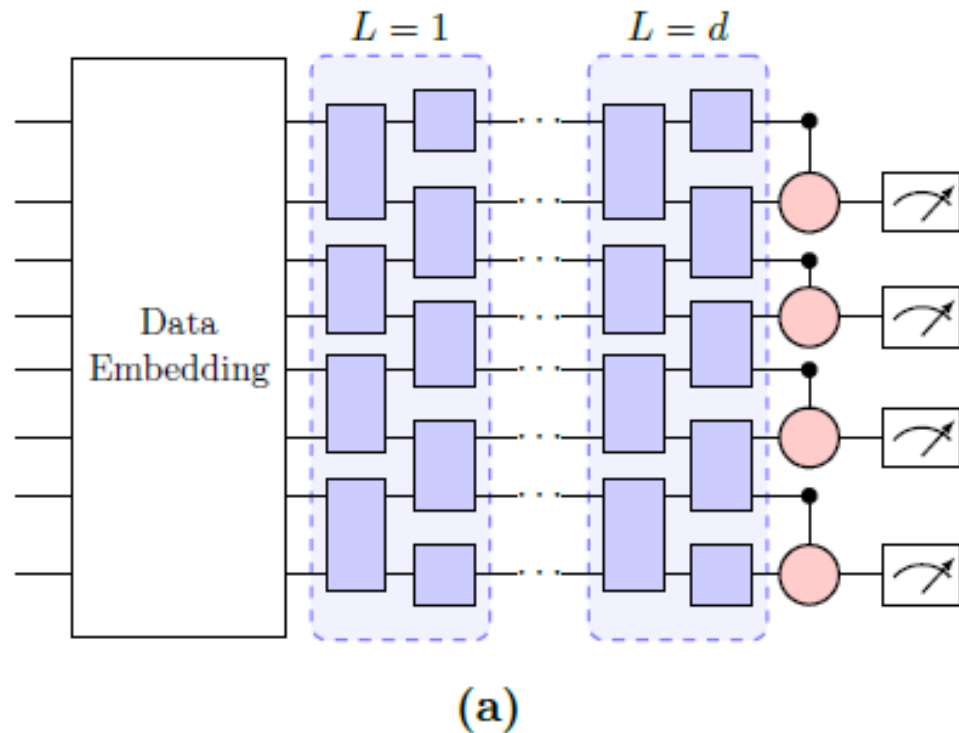 L = 1
L = d
Data
Embedding
(a)